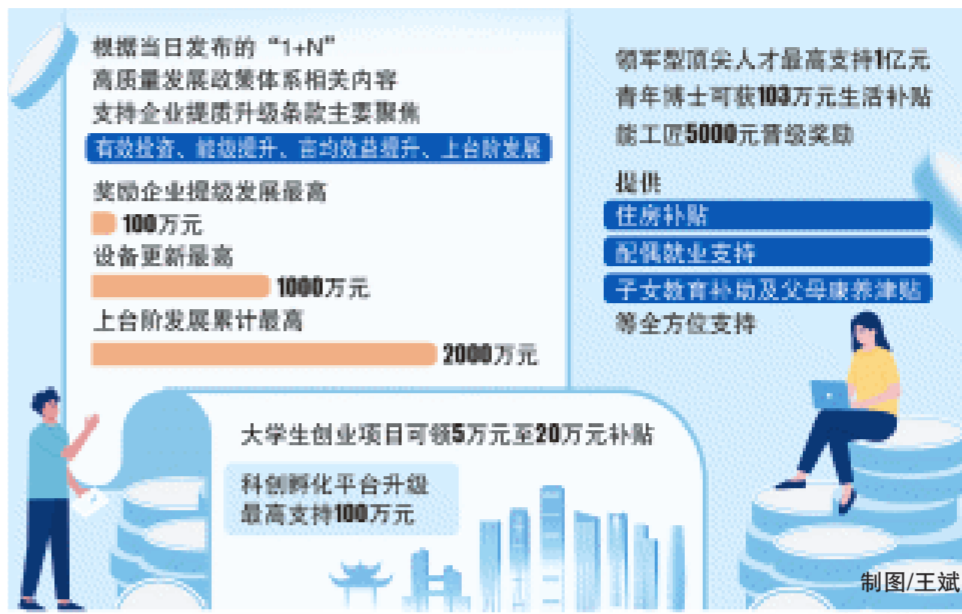 根据当日发布的“1+N”
高质量发展政策体系相关内容
支持企业提质升级条款主要聚焦
有效投资、能级提升、亩均效益提升、上台阶发展
奖励企业提级发展最高
100万元
设备更新最高
1000万元
上台阶发展累计最高
2000万元
领军型顶尖人才最高支持1亿元
青年博士可获103万元生活补贴
能工匠5000元晋级奖励
提供
住房补贴
配偶就业支持
子女教育补助及父母康养津贴
等全方位支持
大学生创业项目可领5万元至20万元补贴
科创孵化平台升级
最高支持100万元
制图/王斌